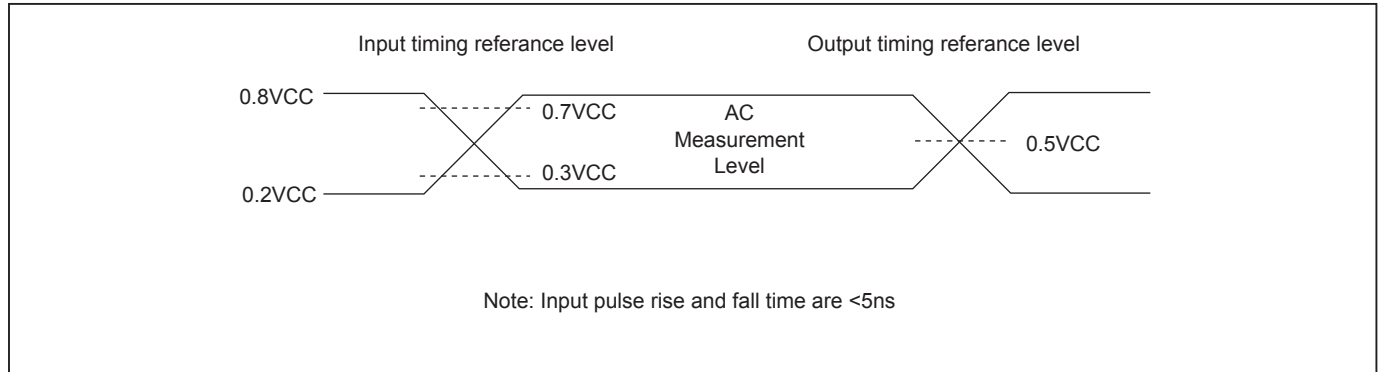 Input timing referance level
Output timing referance level
0.8VCC
0.7VCC
AC
Measurement
Level
0.5VCC
0.3VCC
0.2VCC
Note: Input pulse rise and fall time are <5ns